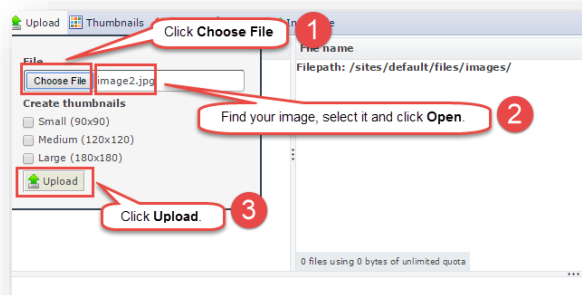 Upload Thumbnails
Click Choose File
1
File name
File
Filepath: /sites/default/files/images/
Choose File image2.jpg
Create thumbnails
Small (90x90)
Find your image, select it and click Open.
2
Medium (120x120)
Large (180x180)
Upload
Click Upload.
3
0 files using 0 bytes of unlimited quota